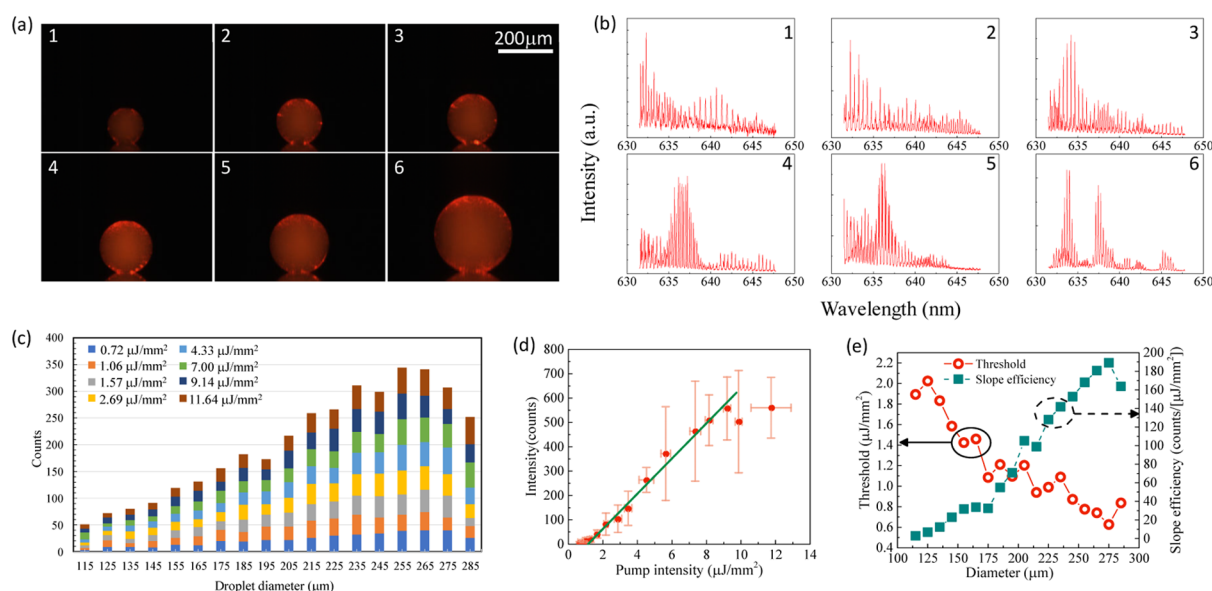 (a)
1
2
3
200μm
4
5
6
(b)
Intensity (a.u.)
1
630 635 640 645 650
2
630 635 640 645 650
3
630 635 640 645 650
4
630 635 640 645 650
5
630 635 640 645 650
6
630 635 640 645 650
Wavelength (nm)
(c)
Counts
400
350
300
250
200
150
100
50
0
0.72 μJ/mm²
1.06 μJ/mm²
1.57 μJ/mm²
2.69 μJ/mm²
4.33 μJ/mm²
7.00 μJ/mm²
9.14 μJ/mm²
11.64 μJ/mm²
115 125 135 145 155 165 175 185 195 205 215 225 235 245 255 265 275 285
Droplet diameter (μm)
(d)
Intensity(counts)
800
700
600
500
400
300
200
100
0
0 2 4 6 8 10 12 14
Pump intensity (μJ/mm²)
(e)
Threshold (μJ/mm²)
2.2
2.0
1.8
1.6
1.4
1.2
1.0
0.8
0.6
0.4
Threshold
Slope efficiency
200
180
160
140
120
100
80
60
40
20
0
Slope efficiency (counts/[μJ/mm²])
100 125 150 175 200 225 250 275 300
Diameter (μm)